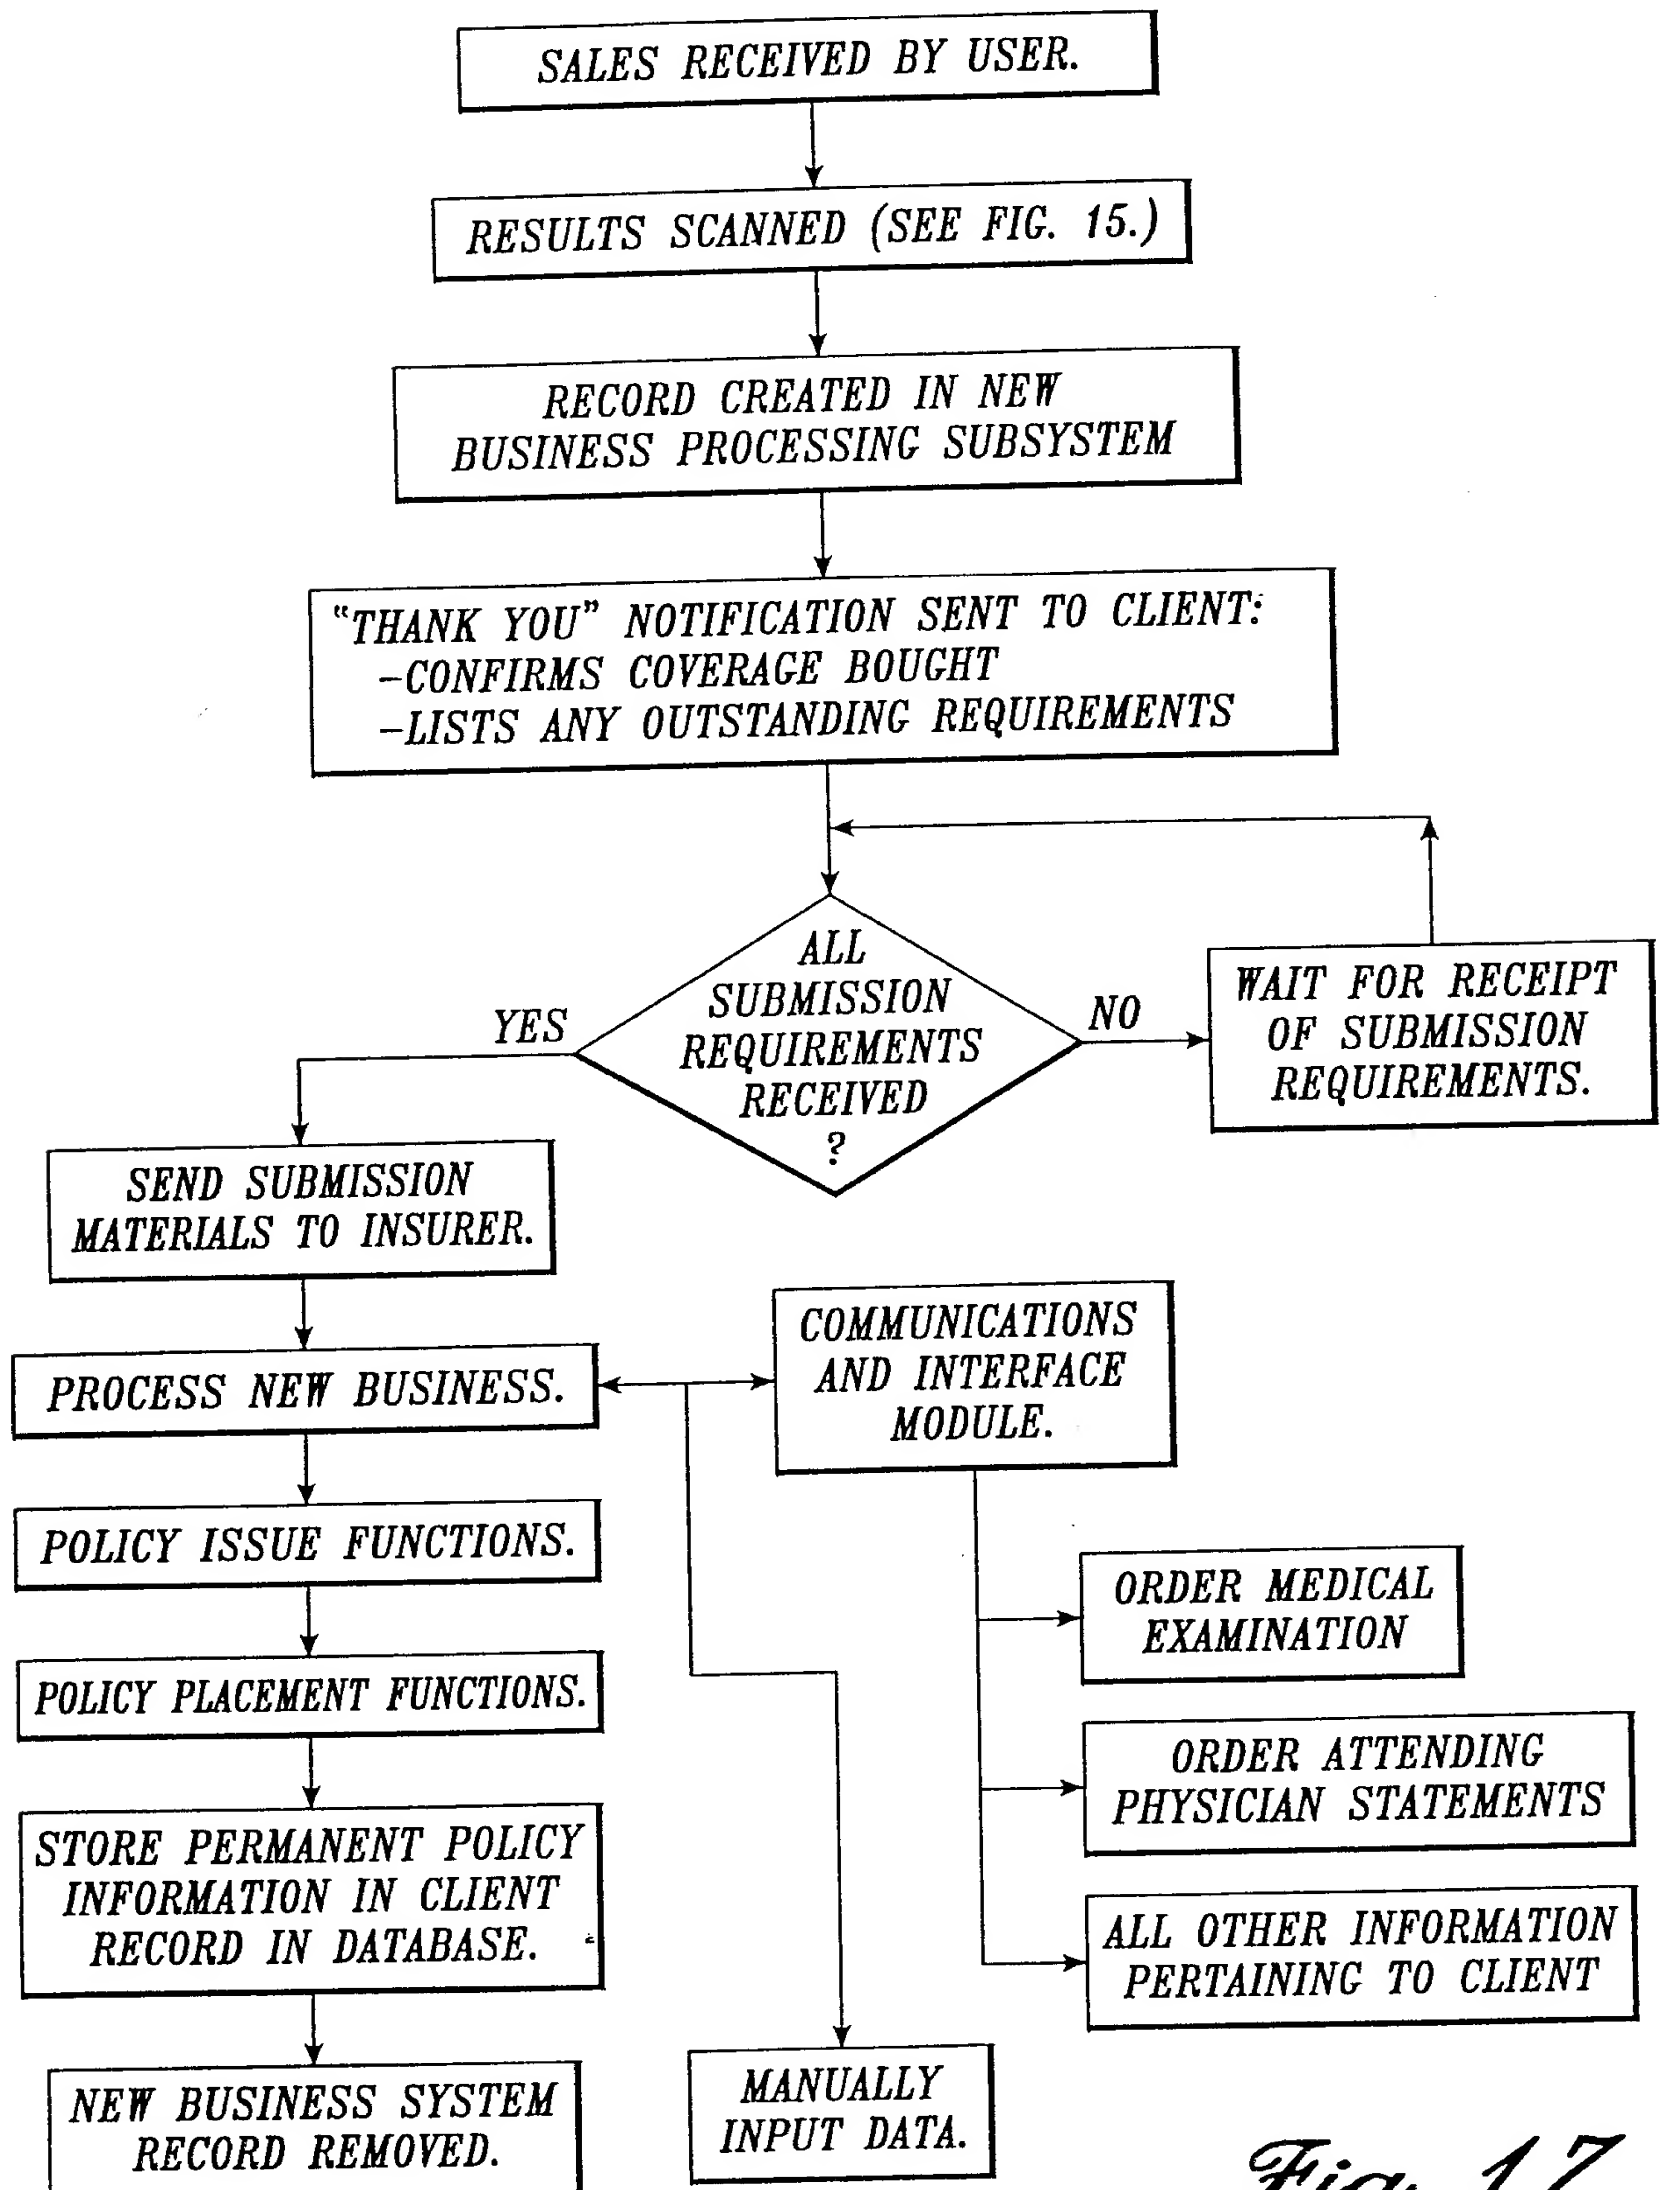 SALES RECEIVED BY USER.
RESULTS SCANNED (SEE FIG. 15.)
RECORD CREATED IN NEW
BUSINESS PROCESSING SUBSYSTEM
“THANK YOU” NOTIFICATION SENT TO CLIENT:
-CONFIRMS COVERAGE BOUGHT
-LISTS ANY OUTSTANDING REQUIREMENTS
ALL
SUBMISSION
REQUIREMENTS
RECEIVED
?
YES
NO
WAIT FOR RECEIPT
OF SUBMISSION
REQUIREMENTS.
SEND SUBMISSION
MATERIALS TO INSURER.
PROCESS NEW BUSINESS.
COMMUNICATIONS
AND INTERFACE
MODULE.
POLICY ISSUE FUNCTIONS.
POLICY PLACEMENT FUNCTIONS.
STORE PERMANENT POLICY
INFORMATION IN CLIENT
RECORD IN DATABASE.
NEW BUSINESS SYSTEM
RECORD REMOVED.
ORDER MEDICAL
EXAMINATION
ORDER ATTENDING
PHYSICIAN STATEMENTS
ALL OTHER INFORMATION
PERTAINING TO CLIENT
MANUALLY
INPUT DATA.
Fig. 17